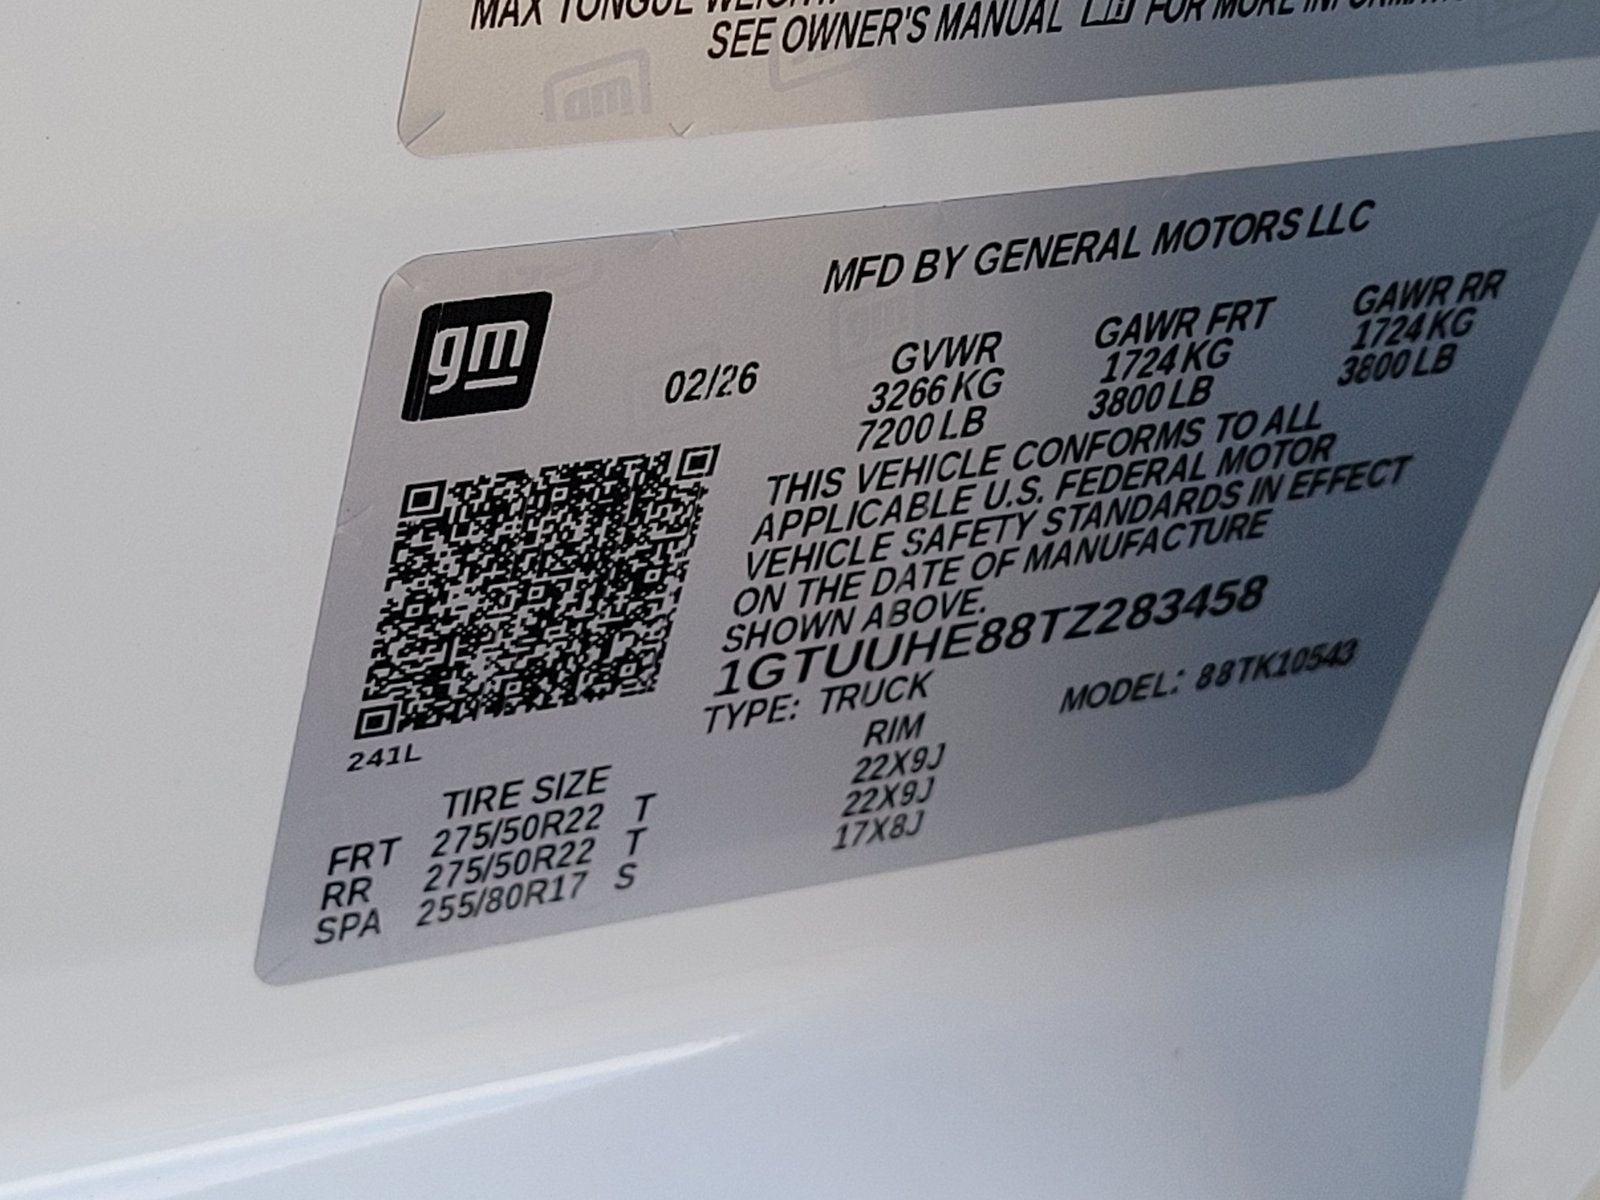 MAX TONGUE WEIGHT
SEE OWNER'S MANUAL FOR MORE INFORMATION
MFD BY GENERAL MOTORS LLC
gm
02/26
GVWR
3266 KG
7200 LB
GAWR FRT
1724 KG
3800 LB
GAWR RR
1724 KG
3800 LB
THIS VEHICLE CONFORMS TO ALL
APPLICABLE U.S. FEDERAL MOTOR
VEHICLE SAFETY STANDARDS IN EFFECT
ON THE DATE OF MANUFACTURE
SHOWN ABOVE.
1GTUUHE88TZ283458
TYPE: TRUCK MODEL: 88TK10543
241L
TIRE SIZE RIM
FRT 275/50R22 T 22X9J
RR 275/50R22 T 22X9J
SPA 255/80R17 S 17X8J